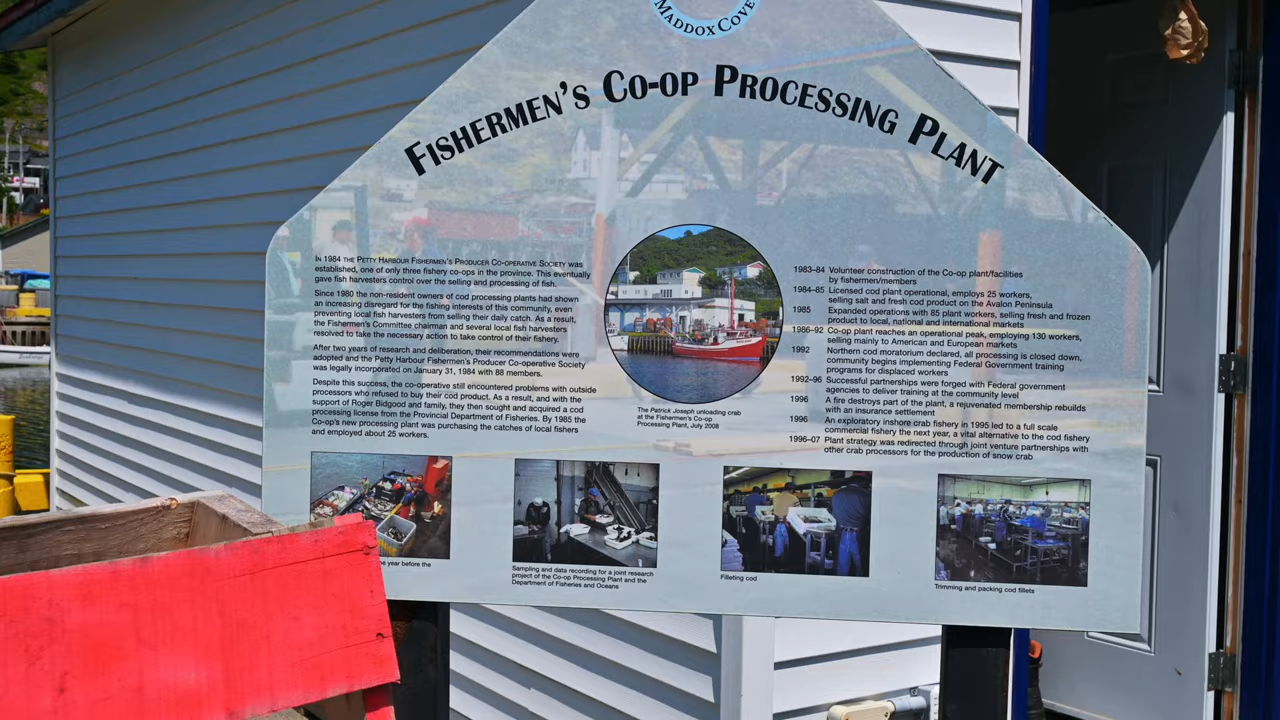 MADDOX COVE
FISHERMEN'S CO-OP PROCESSING PLANT
IN 1984 THE PETTY HARBOUR FISHERMEN'S PRODUCER CO-OPERATIVE SOCIETY was
established, one of only three fishery co-ops in the province. This eventually
gave fish harvesters control over the selling and processing of fish.
Since 1980 the non-resident owners of cod processing plants had shown
an increasing disregard for the fishing interests of this community, even
preventing local fish harvesters from selling their daily catch. As a result,
the Fishermen's Committee chairman and several local fish harvesters
resolved to take the necessary action to take control of their fishery.
After two years of research and deliberation, their recommendations were
adopted and the Petty Harbour Fishermen's Producer Co-operative Society
was legally incorporated on January 31, 1984 with 88 members.
Despite this success, the co-operative still encountered problems with outside
processors who refused to buy their cod product. As a result, and with the
support of Roger Bidgood and family, they then sought and acquired a cod
processing license from the Provincial Department of Fisheries. By 1985 the
Co-op's new processing plant was purchasing the catches of local fishers
and employed about 25 workers.
The Patrick Joseph unloading crab
at the Fishermen's Co-op
Processing Plant, July 2008
1983–84 Volunteer construction of the Co-op plant/facilities
by fishermen/members
1984–85 Licensed cod plant operational, employs 25 workers,
selling salt and fresh cod product on the Avalon Peninsula
1985 Expanded operations with 85 plant workers, selling fresh and frozen
product to local, national and international markets
1986–92 Co-op plant reaches an operational peak, employing 130 workers,
selling mainly to American and European markets
1992 Northern cod moratorium declared, all processing is closed down,
community begins implementing Federal Government training
programs for displaced workers
1992–96 Successful partnerships were forged with Federal government
agencies to deliver training at the community level
1996 A fire destroys part of the plant, a rejuvenated membership rebuilds
with an insurance settlement
1996 An exploratory inshore crab fishery in 1995 led to a full scale
commercial fishery the next year, a vital alternative to the cod fishery
1996–07 Plant strategy was redirected through joint venture partnerships with
other crab processors for the production of snow crab
year before the
Sampling and data recording for a joint research
project of the Co-op Processing Plant and the
Department of Fisheries and Oceans
Filleting cod
Trimming and packing cod fillets